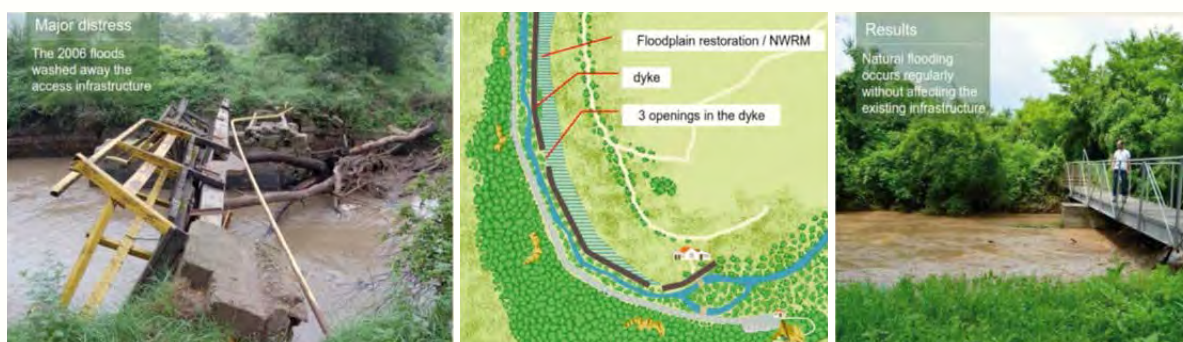 Major distress
The 2006 floods
washed away the
access infrastructure
Floodplain restoration / NWRM
dyke
3 openings in the dyke
Results
Natural flooding
occurs regularly
without affecting the
existing infrastructure